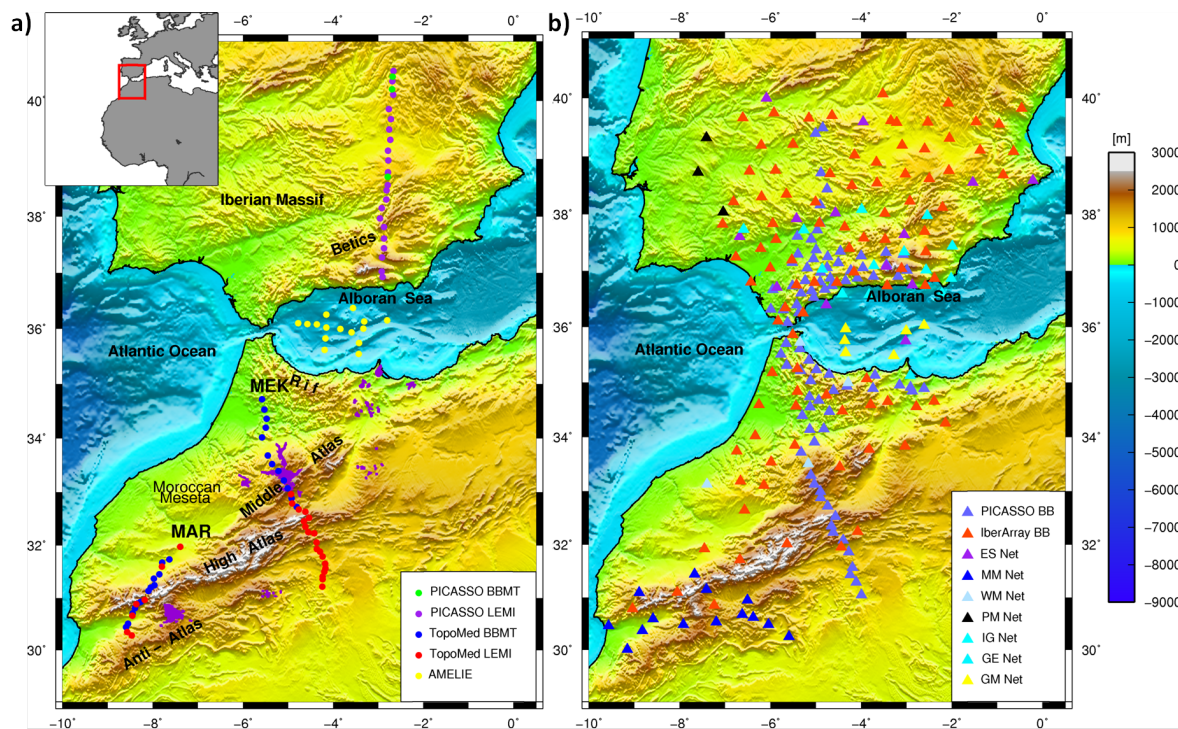 a)
−4° −2° 0°
40°
38°
36°
34°
32°
30°
−10° −8° −6° −4° −2° 0°
Iberian Massif
Betics
Alboran Sea
Atlantic Ocean
MEK
Rif
Middle Atlas
Moroccan
Meseta
MAR
High - Atlas
Anti - Atlas
PICASSO BBMT
PICASSO LEMI
TopoMed BBMT
TopoMed LEMI
AMELIE
b)
−10° −8° −6° −4° −2° 0°
40°
38°
36°
34°
32°
30°
−10° −8° −6° −4° −2° 0°
Alboran Sea
Atlantic Ocean
PICASSO BB
IberArray BB
ES Net
MM Net
WM Net
PM Net
IG Net
GE Net
GM Net
[m]
3000
2000
1000
0
−1000
−2000
−3000
−4000
−5000
−6000
−7000
−8000
−9000